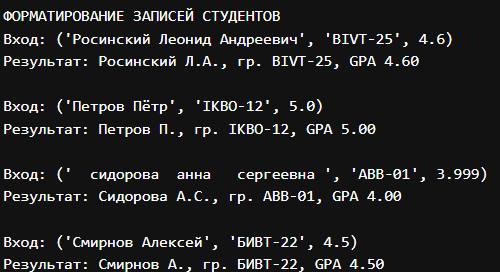 ФОРМАТИРОВАНИЕ ЗАПИСЕЙ СТУДЕНТОВ
Вход: ('Росинский Леонид Андреевич', 'BIVT-25', 4.6)
Результат: Росинский Л.А., гр. BIVT-25, GPA 4.60
Вход: ('Петров Пётр', 'IKBO-12', 5.0)
Результат: Петров П., гр. IKBO-12, GPA 5.00
Вход: ('  сидорова  анна   сергеевна ', 'ABB-01', 3.999)
Результат: Сидорова А.С., гр. ABB-01, GPA 4.00
Вход: ('Смирнов Алексей', 'БИВТ-22', 4.5)
Результат: Смирнов А., гр. БИВТ-22, GPA 4.50